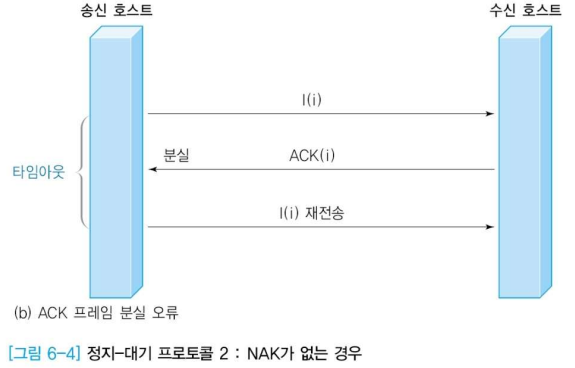 송신 호스트
수신 호스트
I(i)
분실
ACK(i)
타임아웃
I(i) 재전송
(b) ACK 프레임 분실 오류
[그림 6-4] 정지-대기 프로토콜 2 : NAK가 없는 경우